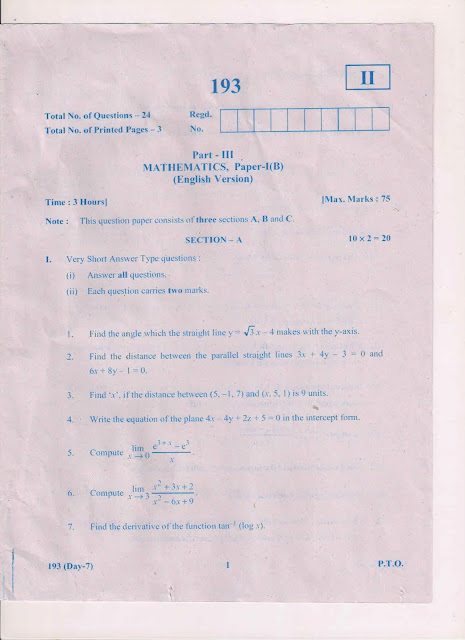 193
II
Total No. of Questions – 24 Regd.
Total No. of Printed Pages – 3 No.
Part - III
MATHEMATICS, Paper-I(B)
(English Version)
Time : 3 Hours] [Max. Marks : 75
Note : This question paper consists of three sections A, B and C.
SECTION – A 10 × 2 = 20
I. Very Short Answer Type questions :
(i) Answer all questions.
(ii) Each question carries two marks.
1. Find the angle which the straight line y = √3 x – 4 makes with the y-axis.
2. Find the distance between the parallel straight lines 3x + 4y – 3 = 0 and
6x + 8y – 1 = 0.
3. Find ‘x’, if the distance between (5, –1, 7) and (x, 5, 1) is 9 units.
4. Write the equation of the plane 4x – 4y + 2z + 5 = 0 in the intercept form.
5. Compute lim x → 0 (e^(3 + x) – e^3) / x .
6. Compute lim x → 3 (x^2 + 3x + 2) / (x^2 – 6x + 9) .
7. Find the derivative of the function tan^–1 (log x).
193 (Day-7) 1 P.T.O.